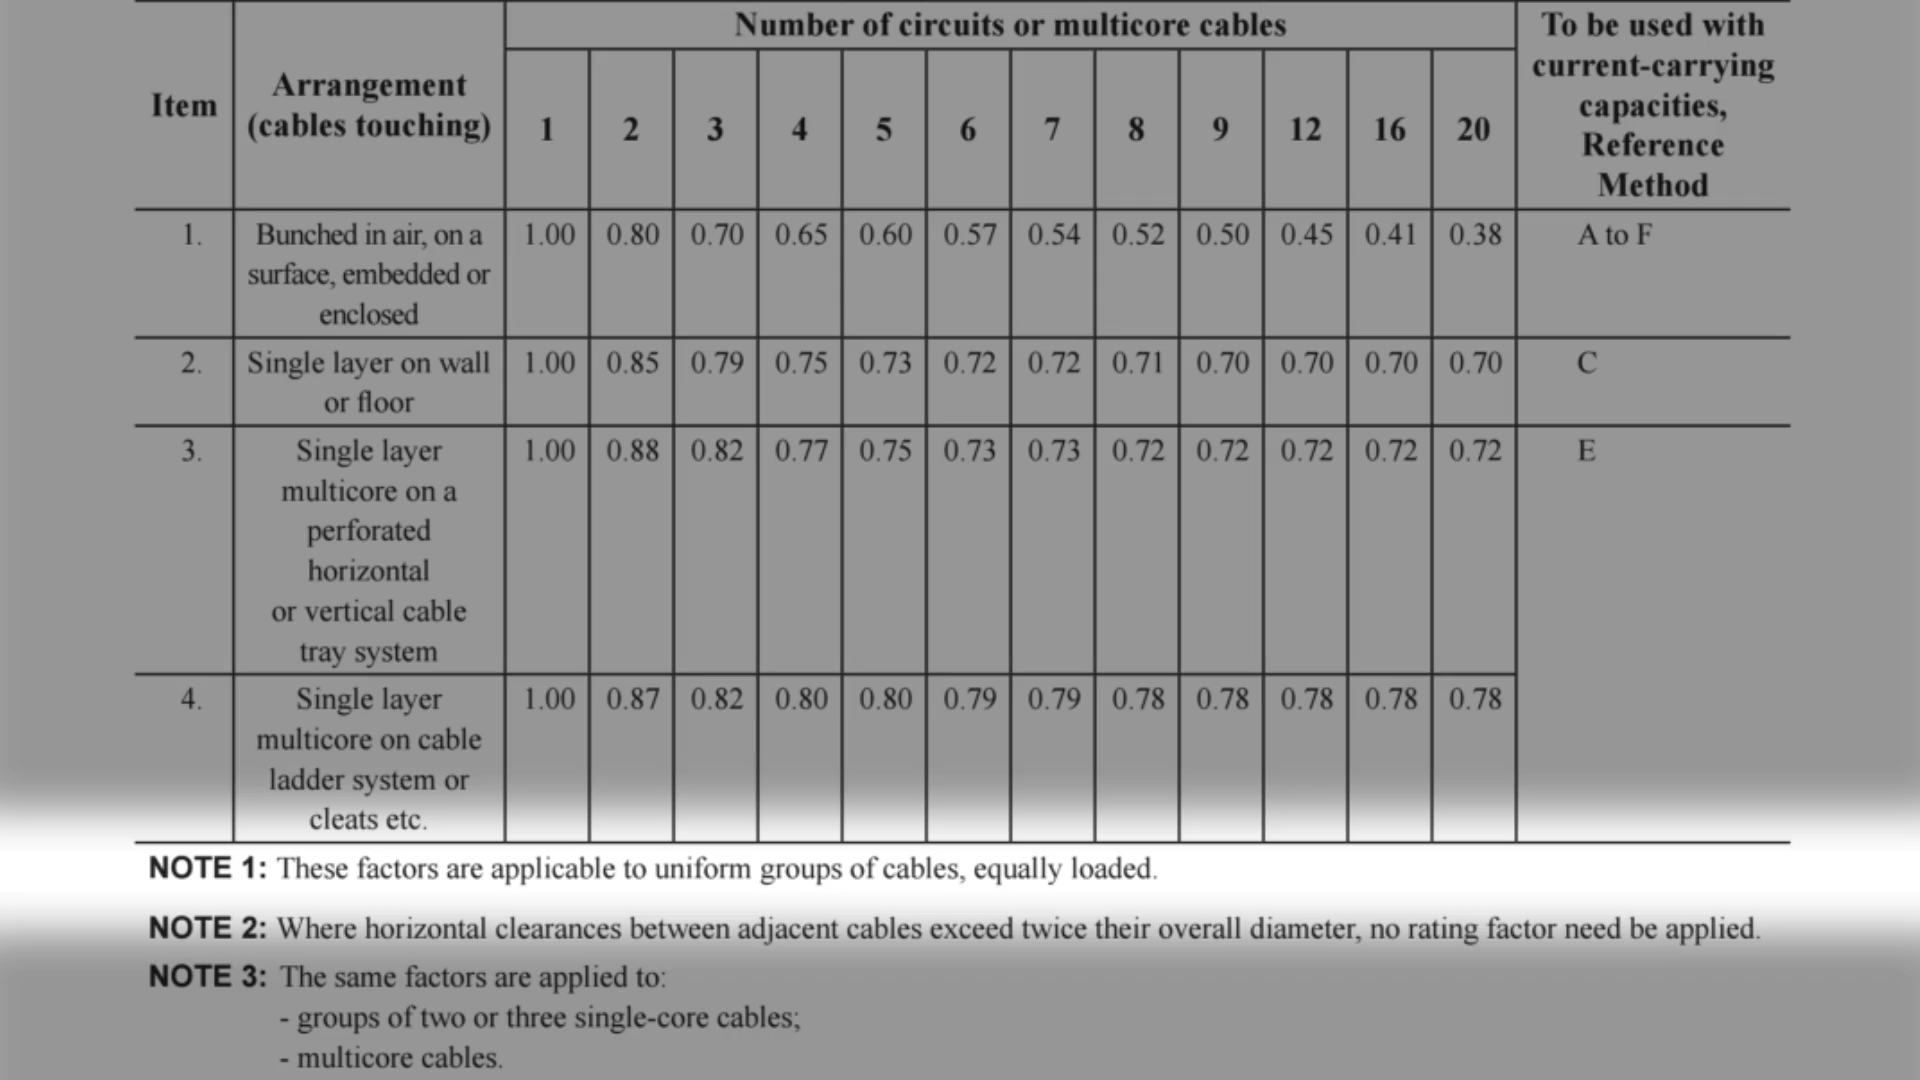 Number of circuits or multicore cables
To be used with
current-carrying
capacities,
Reference
Method
Item
Arrangement
(cables touching)
1 2 3 4 5 6 7 8 9 12 16 20
1. Bunched in air, on a 1.00 0.80 0.70 0.65 0.60 0.57 0.54 0.52 0.50 0.45 0.41 0.38 A to F
surface, embedded or
enclosed
2. Single layer on wall 1.00 0.85 0.79 0.75 0.73 0.72 0.72 0.71 0.70 0.70 0.70 0.70 C
or floor
3. Single layer 1.00 0.88 0.82 0.77 0.75 0.73 0.73 0.72 0.72 0.72 0.72 0.72 E
multicore on a
perforated
horizontal
or vertical cable
tray system
4. Single layer 1.00 0.87 0.82 0.80 0.80 0.79 0.79 0.78 0.78 0.78 0.78 0.78
multicore on cable
ladder system or
cleats etc.
NOTE 1: These factors are applicable to uniform groups of cables, equally loaded.
NOTE 2: Where horizontal clearances between adjacent cables exceed twice their overall diameter, no rating factor need be applied.
NOTE 3: The same factors are applied to:
- groups of two or three single-core cables;
- multicore cables.